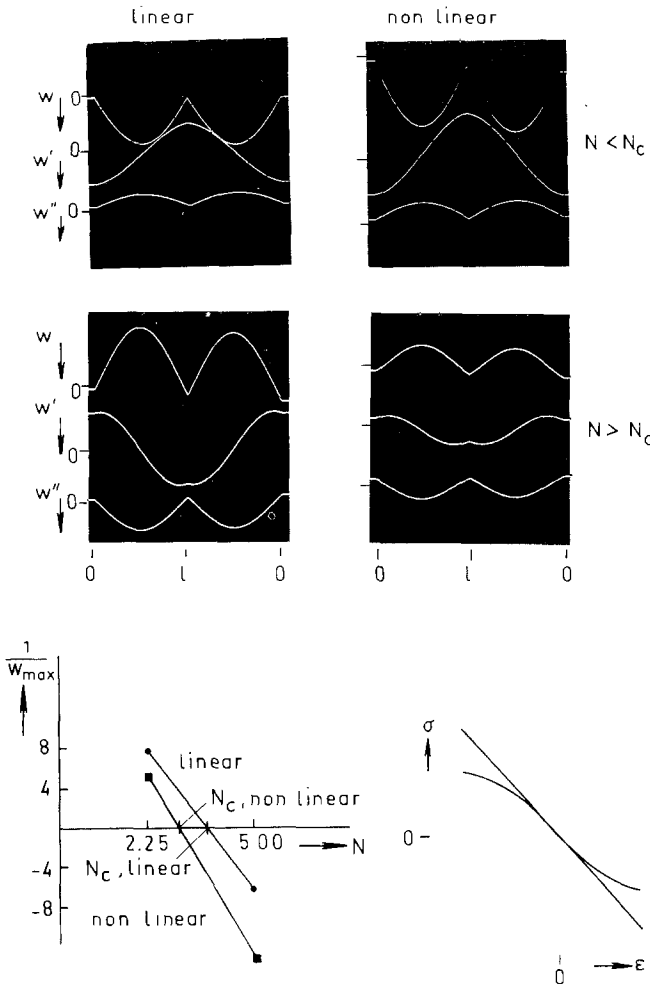 linear non linear
w 0
w' 0
w'' 0
N < Nc
w 0
w' 0
w'' 0
N > Nc
0 l 0 0 l 0
1
wmax
8
4
-4
-8
linear
Nc, non linear
2.25 5 00 N
Nc, linear
non linear
σ
0
0 ε